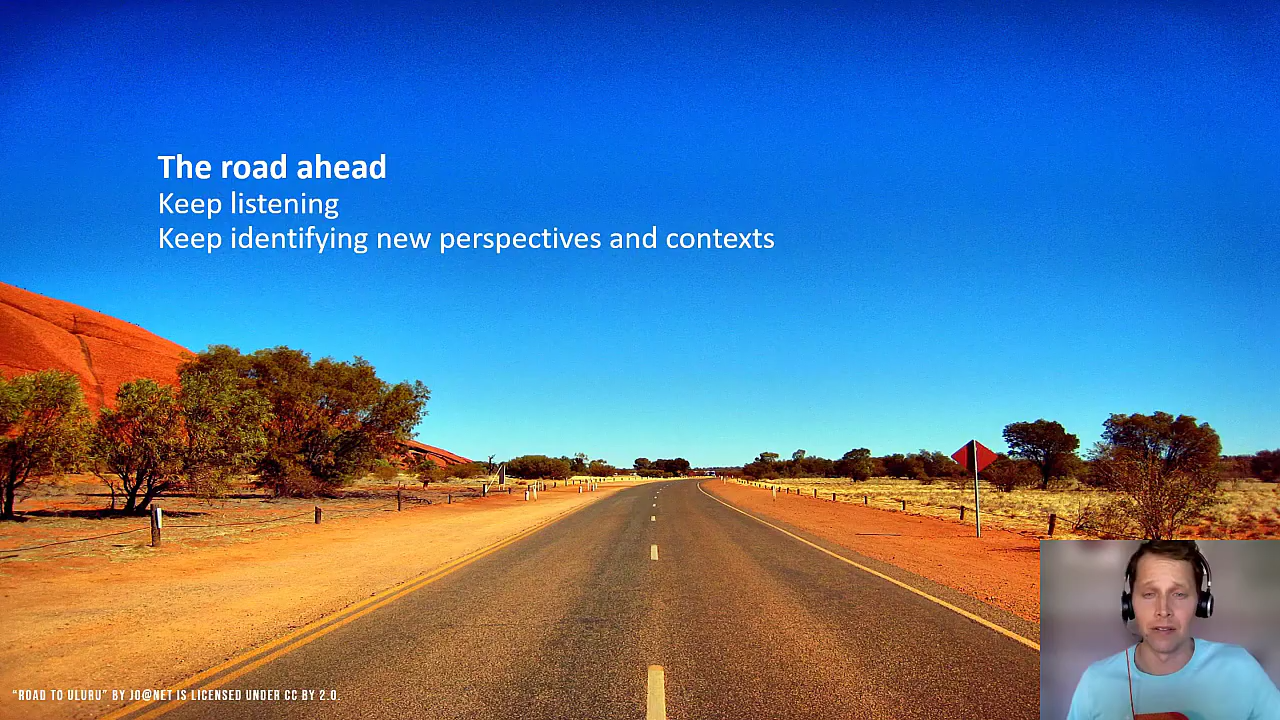 The road ahead
Keep listening
Keep identifying new perspectives and contexts
"ROAD TO ULURU" BY JO@NET IS LICENSED UNDER CC BY 2.0.